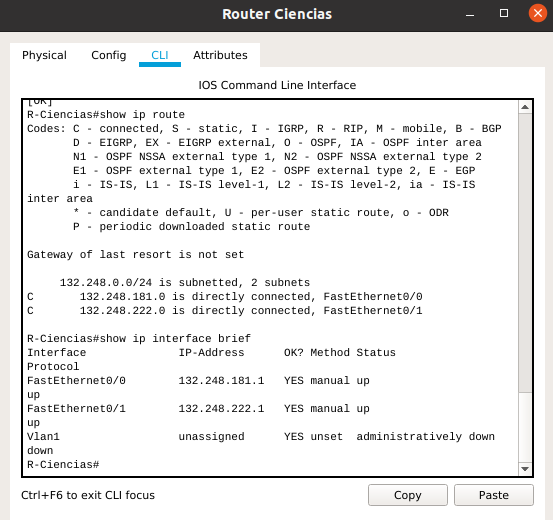 Router Ciencias
Physical Config CLI Attributes
IOS Command Line Interface
[OK]
R-Ciencias#show ip route
Codes: C - connected, S - static, I - IGRP, R - RIP, M - mobile, B - BGP
D - EIGRP, EX - EIGRP external, O - OSPF, IA - OSPF inter area
N1 - OSPF NSSA external type 1, N2 - OSPF NSSA external type 2
E1 - OSPF external type 1, E2 - OSPF external type 2, E - EGP
i - IS-IS, L1 - IS-IS level-1, L2 - IS-IS level-2, ia - IS-IS
inter area
* - candidate default, U - per-user static route, o - ODR
P - periodic downloaded static route
Gateway of last resort is not set
132.248.0.0/24 is subnetted, 2 subnets
C 132.248.181.0 is directly connected, FastEthernet0/0
C 132.248.222.0 is directly connected, FastEthernet0/1
R-Ciencias#show ip interface brief
Interface IP-Address OK? Method Status
Protocol
FastEthernet0/0 132.248.181.1 YES manual up
up
FastEthernet0/1 132.248.222.1 YES manual up
up
Vlan1 unassigned YES unset administratively down
down
R-Ciencias#
Ctrl+F6 to exit CLI focus
Copy Paste